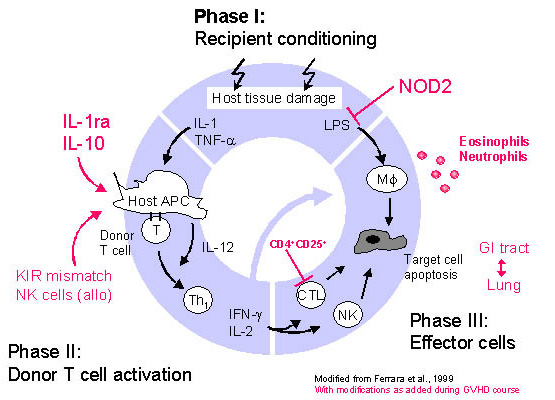 Phase I:
Recipient conditioning
Host tissue damage
NOD2
IL-1ra
IL-10
IL-1
TNF-α
LPS
Eosinophils
Neutrophils
Mϕ
Host APC
T
Donor
T cell
IL-12
CD4⁺CD25⁺
Target cell
apoptosis
GI tract
Lung
KIR mismatch
NK cells (allo)
Th₁
IFN-γ
IL-2
CTL
NK
Phase III:
Effector cells
Phase II:
Donor T cell activation
Modified from Ferrara et al., 1999
With modifications as added during GVHD course